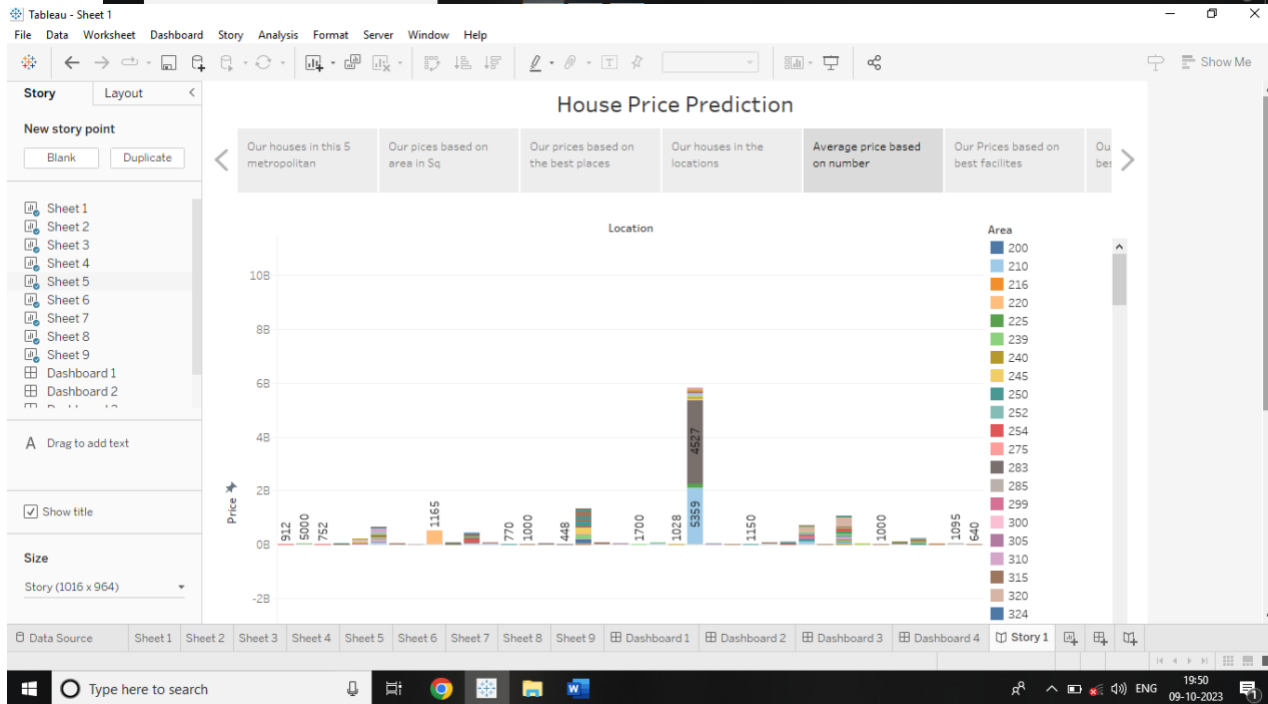 Tableau - Sheet 1
File Data Worksheet Dashboard Story Analysis Format Server Window Help
Show Me
Story Layout
New story point
Blank Duplicate
Sheet 1
Sheet 2
Sheet 3
Sheet 4
Sheet 5
Sheet 6
Sheet 7
Sheet 8
Sheet 9
Dashboard 1
Dashboard 2
A Drag to add text
Show title
Size
Story (1016 x 964)
House Price Prediction
Our houses in this 5
metropolitan
Our pices based on
area in Sq
Our prices based on
the best places
Our houses in the
locations
Average price based
on number
Our Prices based on
best facilites
Ou
bes
Location
10B
8B
6B
4B
2B
0B
-2B
Price
912
5000
752
1165
770
1000
448
1700
1028
5359
4527
1150
1000
1095
640
Area
200
210
216
220
225
239
240
245
250
252
254
275
283
285
299
300
305
310
315
320
324
Data Source Sheet 1 Sheet 2 Sheet 3 Sheet 4 Sheet 5 Sheet 6 Sheet 7 Sheet 8 Sheet 9 Dashboard 1 Dashboard 2 Dashboard 3 Dashboard 4 Story 1
Type here to search
ENG
19:50
09-10-2023
1